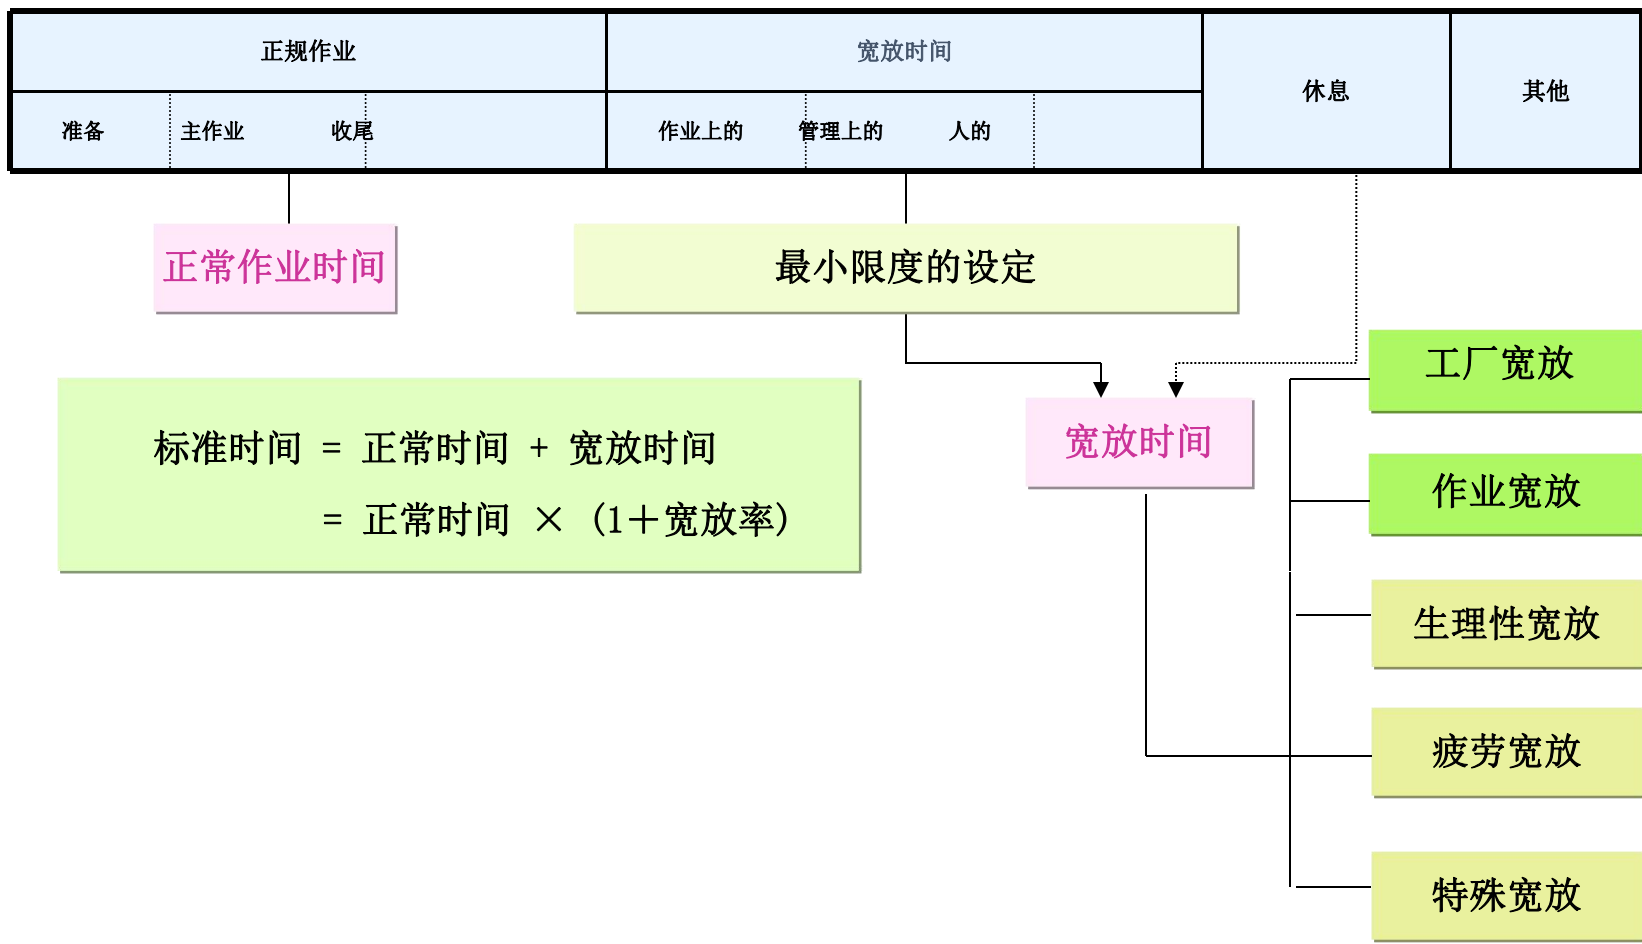 正规作业
宽放时间
休息
其他
准备
主作业
收尾
作业上的
管理上的
人的
正常作业时间
最小限度的设定
工厂宽放
标准时间 = 正常时间 + 宽放时间
宽放时间
作业宽放
= 正常时间 × (1＋宽放率)
生理性宽放
疲劳宽放
特殊宽放